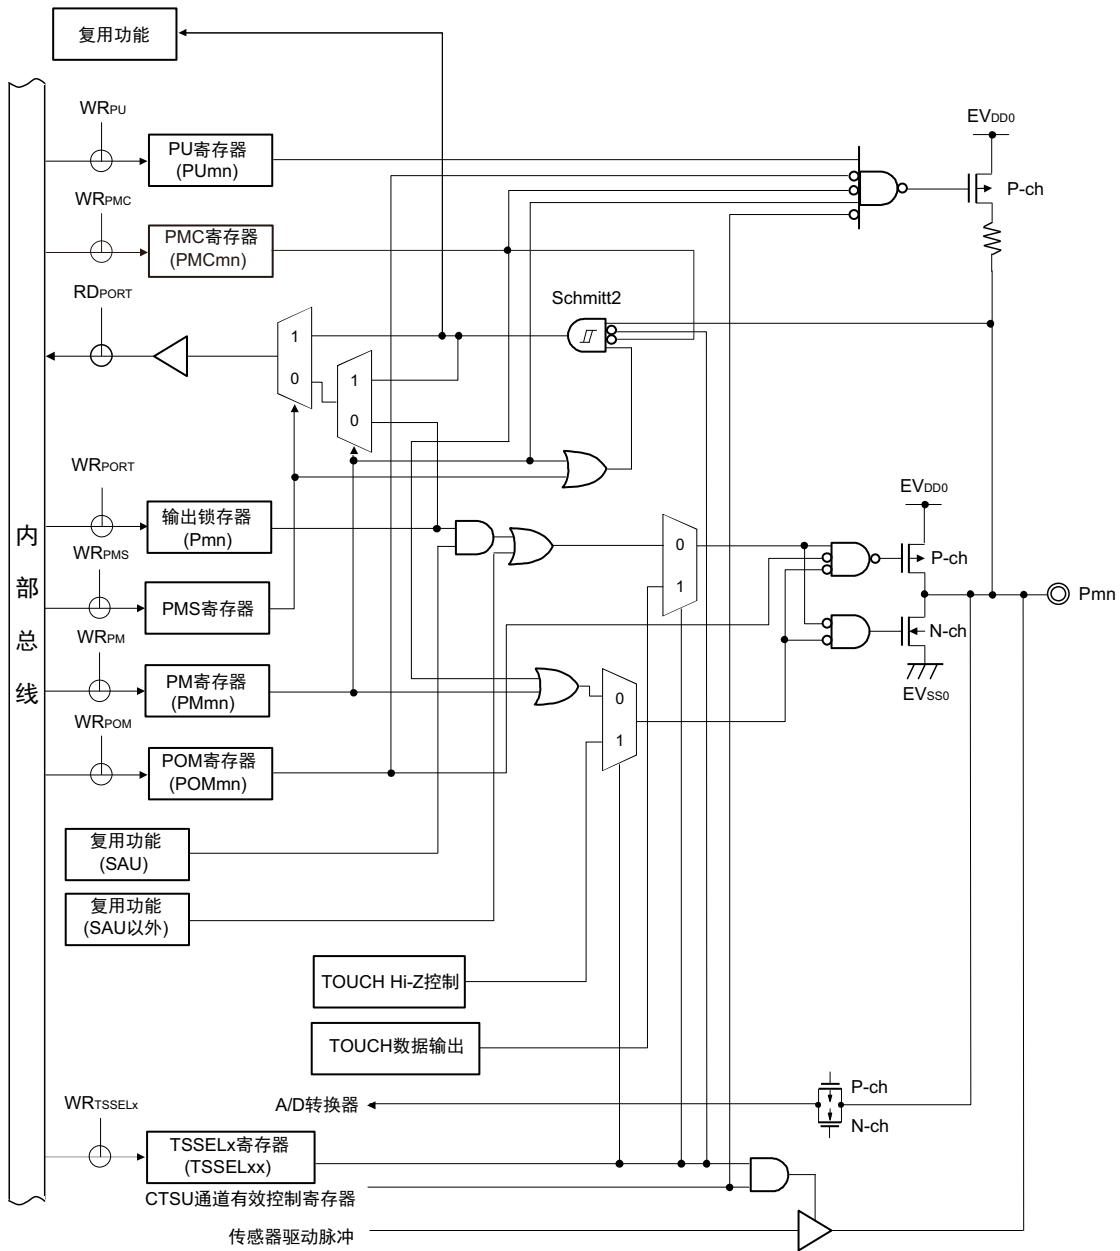 复用功能
WRPU
PU寄存器
(PUmn)
EVDD0
P-ch
WRPMC
PMC寄存器
(PMCmn)
RDPORT
Schmitt2
1
0
1
0
WRPORT
输出锁存器
(Pmn)
EVDD0
0
1
P-ch
Pmn
N-ch
EVSS0
内
部
总
线
WRPMS
PMS寄存器
WRPM
PM寄存器
(PMmn)
0
1
WRPOM
POM寄存器
(POMmn)
复用功能
(SAU)
复用功能
(SAU以外)
TOUCH Hi-Z控制
TOUCH数据输出
P-ch
A/D转换器
N-ch
WRTSSELx
TSSELx寄存器
(TSSELxx)
CTSU通道有效控制寄存器
传感器驱动脉冲